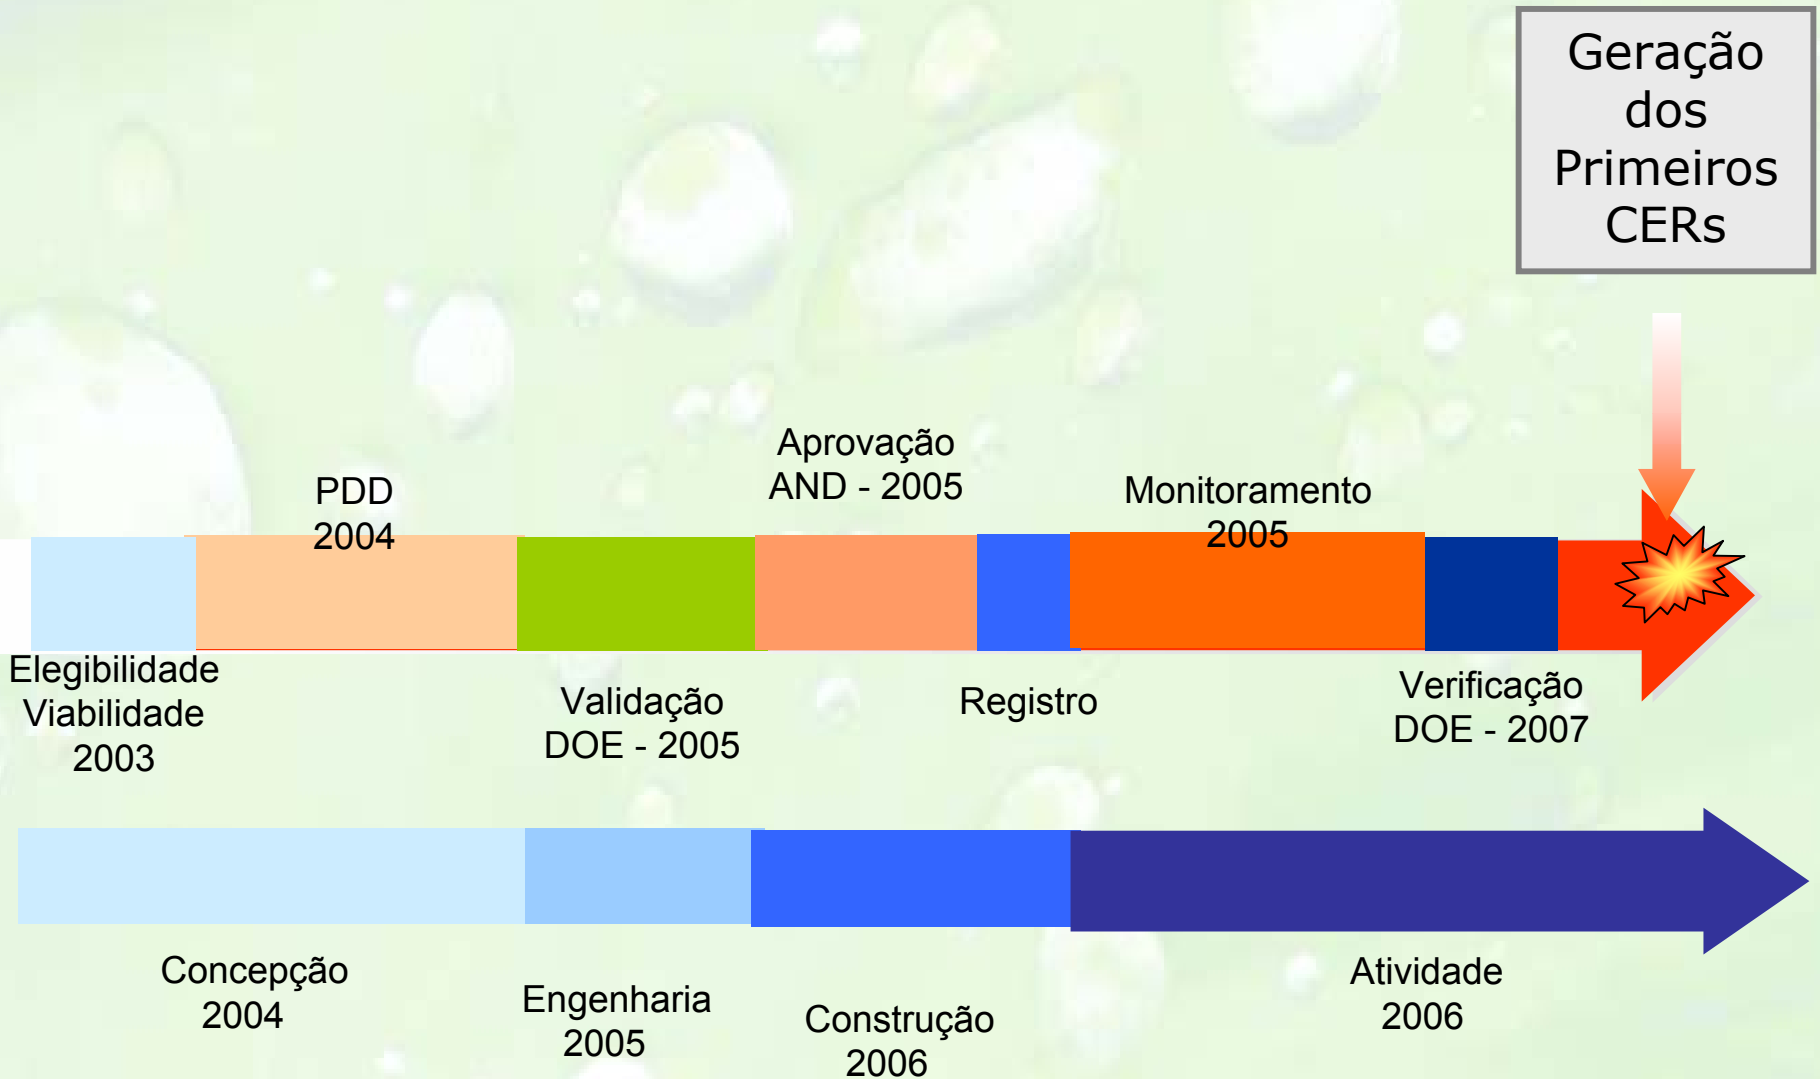 Geração
dos
Primeiros
CERs
Aprovação
AND - 2005
PDD
2004
Monitoramento
2005
Elegibilidade
Viabilidade
2003
Validação
DOE - 2005
Registro
Verificação
DOE - 2007
Concepção
2004
Engenharia
2005
Construção
2006
Atividade
2006